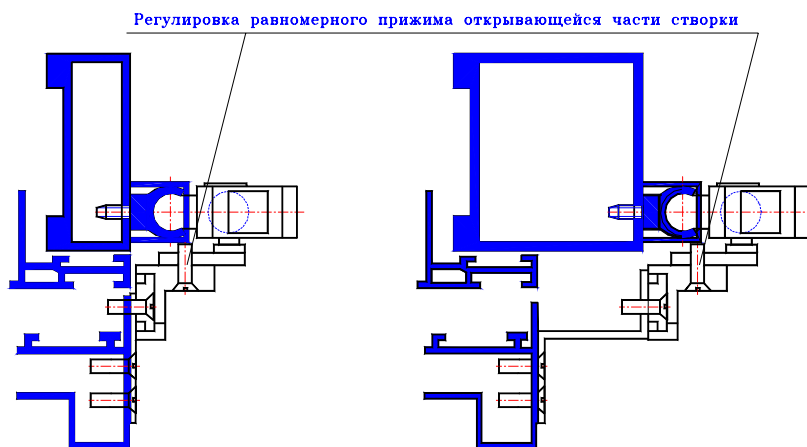 Регулировка равномерного прижима открывающейся части створки